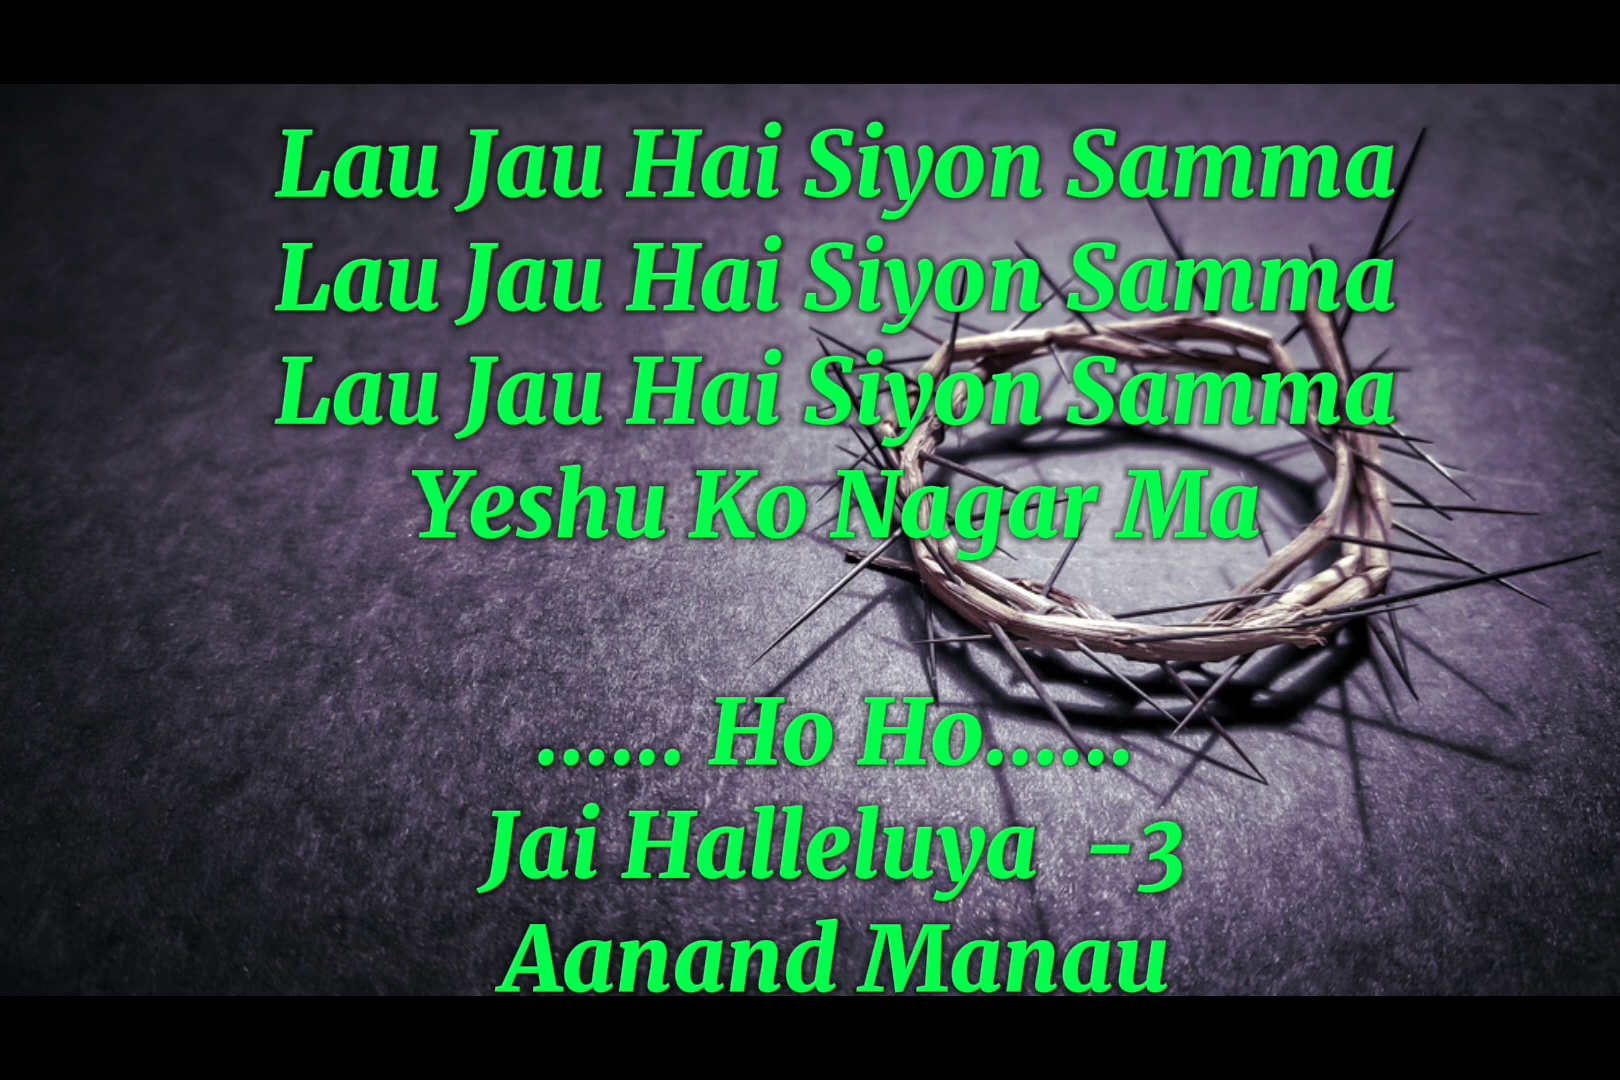 Lau Jau Hai Siyon Samma
Lau Jau Hai Siyon Samma
Lau Jau Hai Siyon Samma
Yeshu Ko Nagar Ma
...... Ho Ho......
Jai Halleluya  -3
Aanand Manau